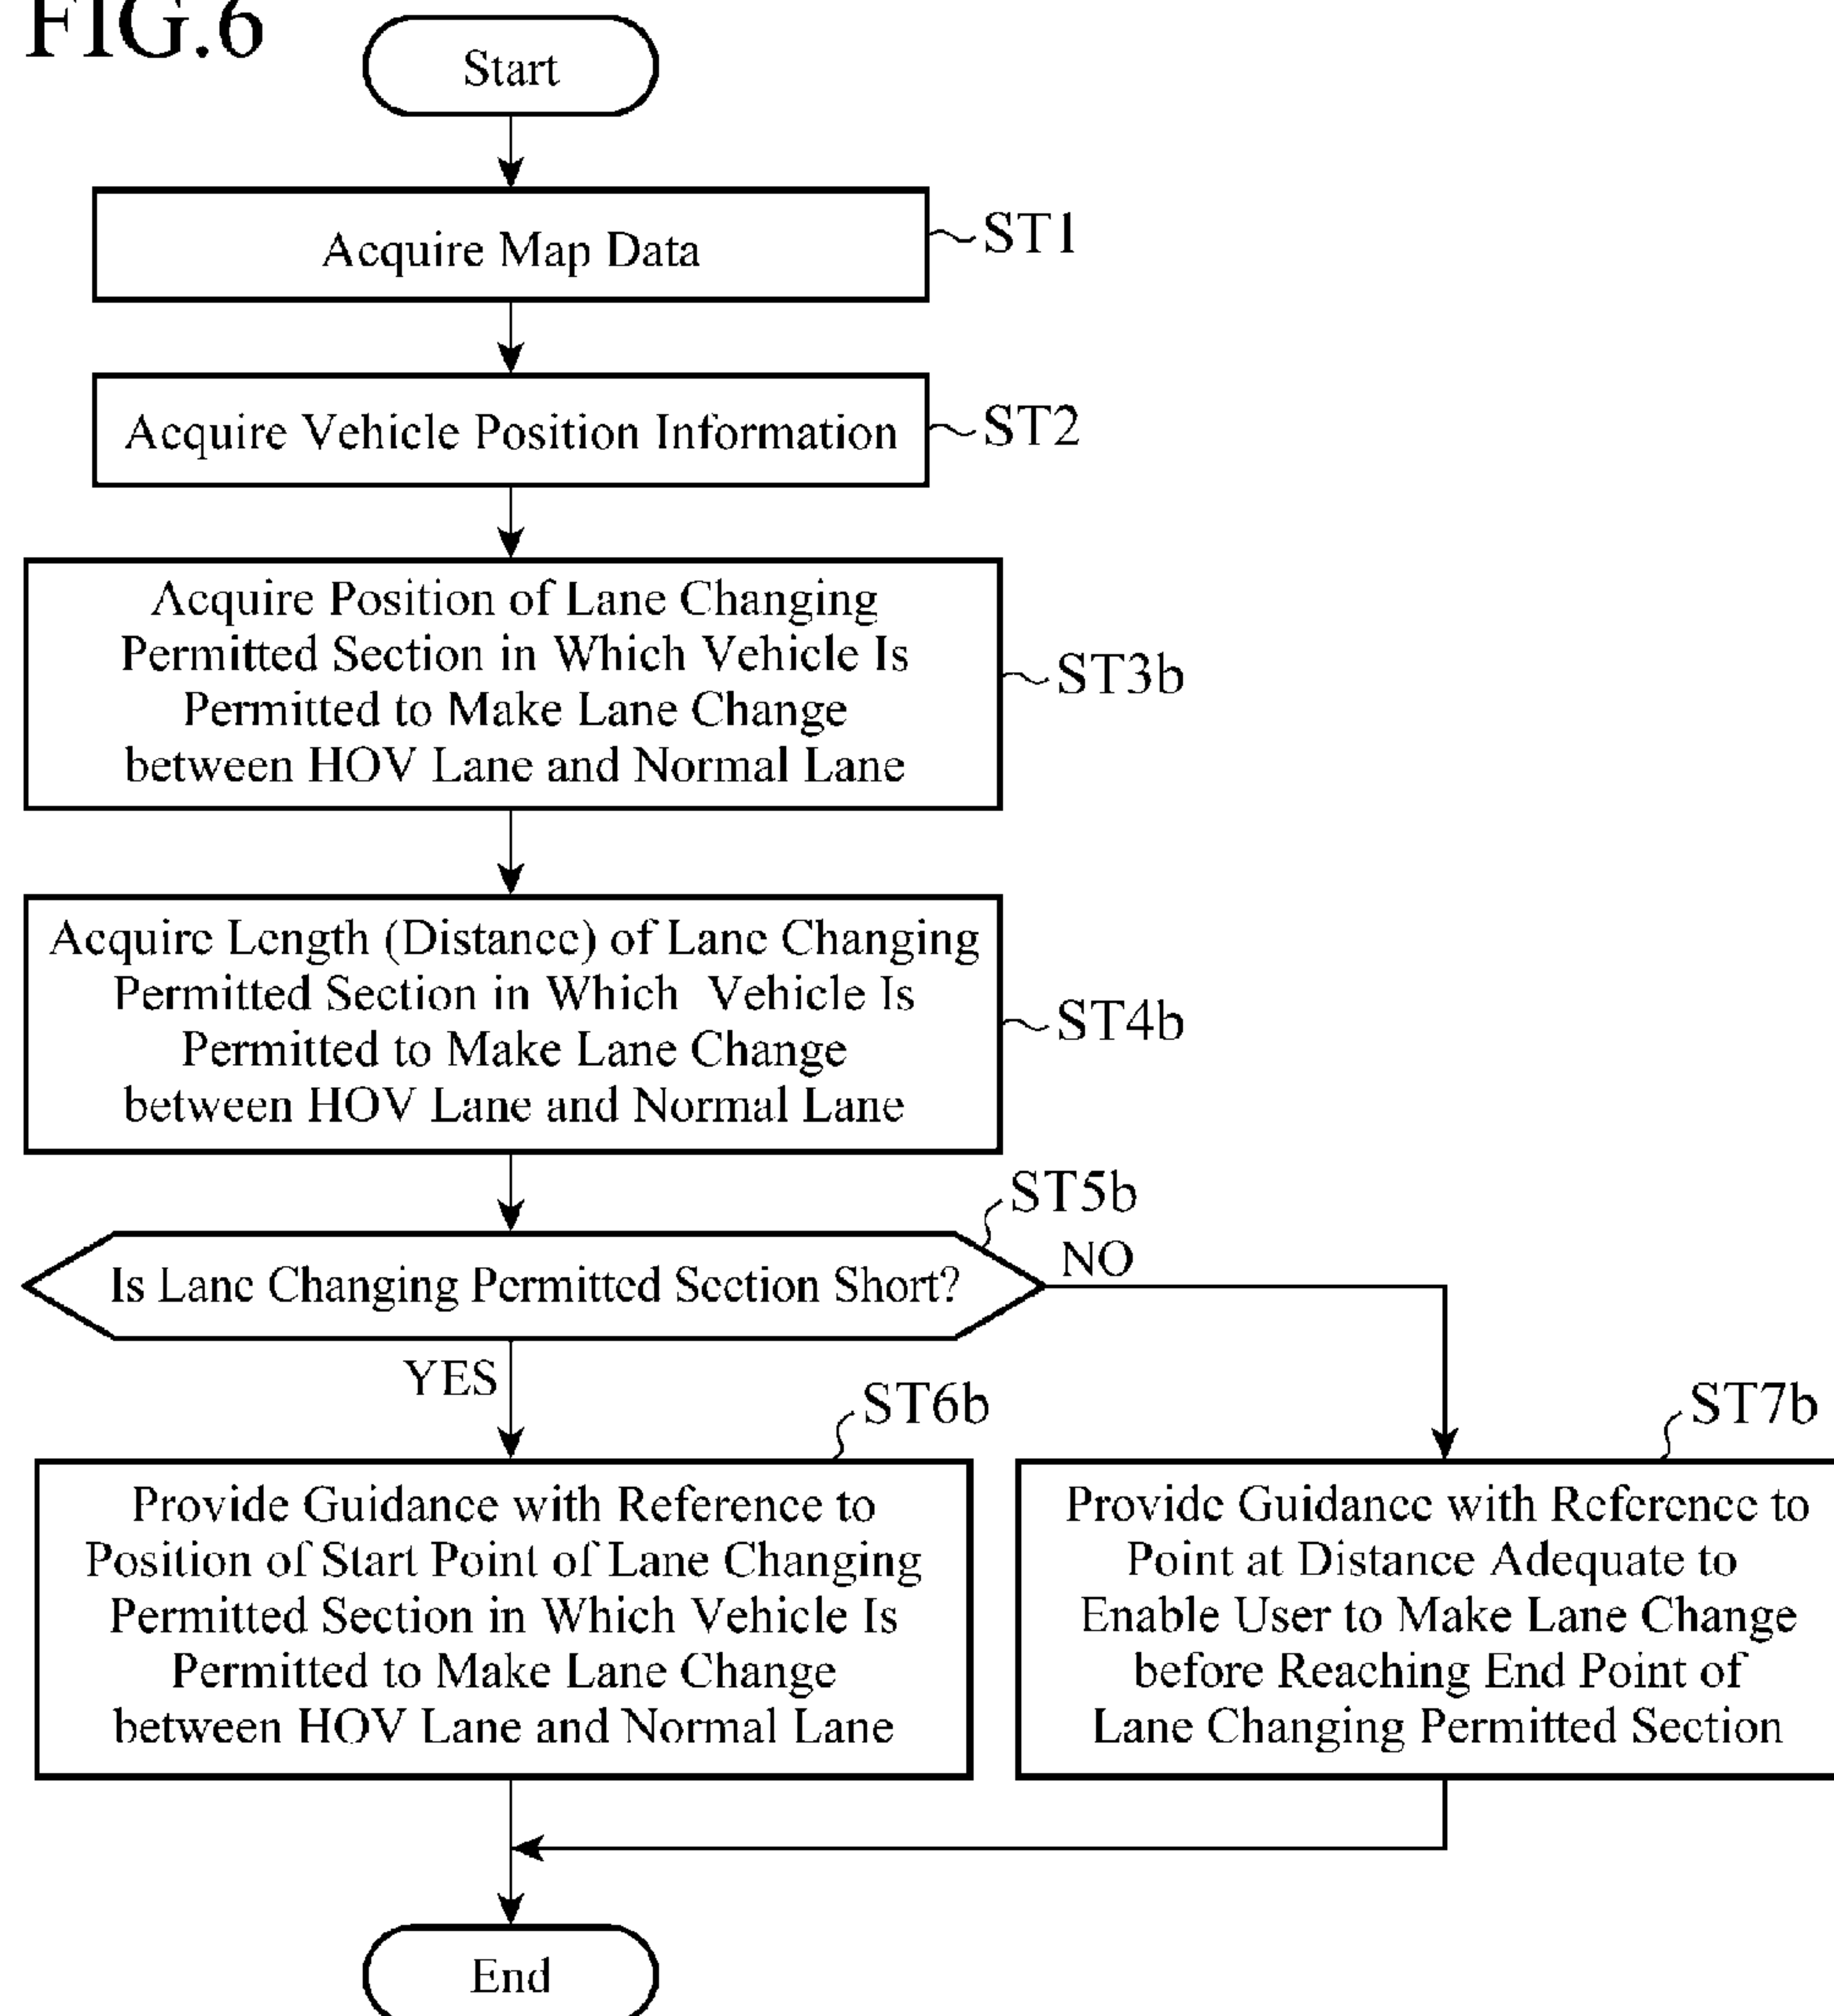 FIG.6
Start
Acquire Map Data
ST1
Acquire Vehicle Position Information
ST2
Acquire Position of Lane Changing
Permitted Section in Which Vehicle Is
Permitted to Make Lane Change
between HOV Lane and Normal Lane
ST3b
Acquire Length (Distance) of Lane Changing
Permitted Section in Which Vehicle Is
Permitted to Make Lane Change
between HOV Lane and Normal Lane
ST4b
ST5b
Is Lane Changing Permitted Section Short?
NO
YES
ST6b
Provide Guidance with Reference to
Position of Start Point of Lane Changing
Permitted Section in Which Vehicle Is
Permitted to Make Lane Change
between HOV Lane and Normal Lane
ST7b
Provide Guidance with Reference to
Point at Distance Adequate to
Enable User to Make Lane Change
before Reaching End Point of
Lane Changing Permitted Section
End